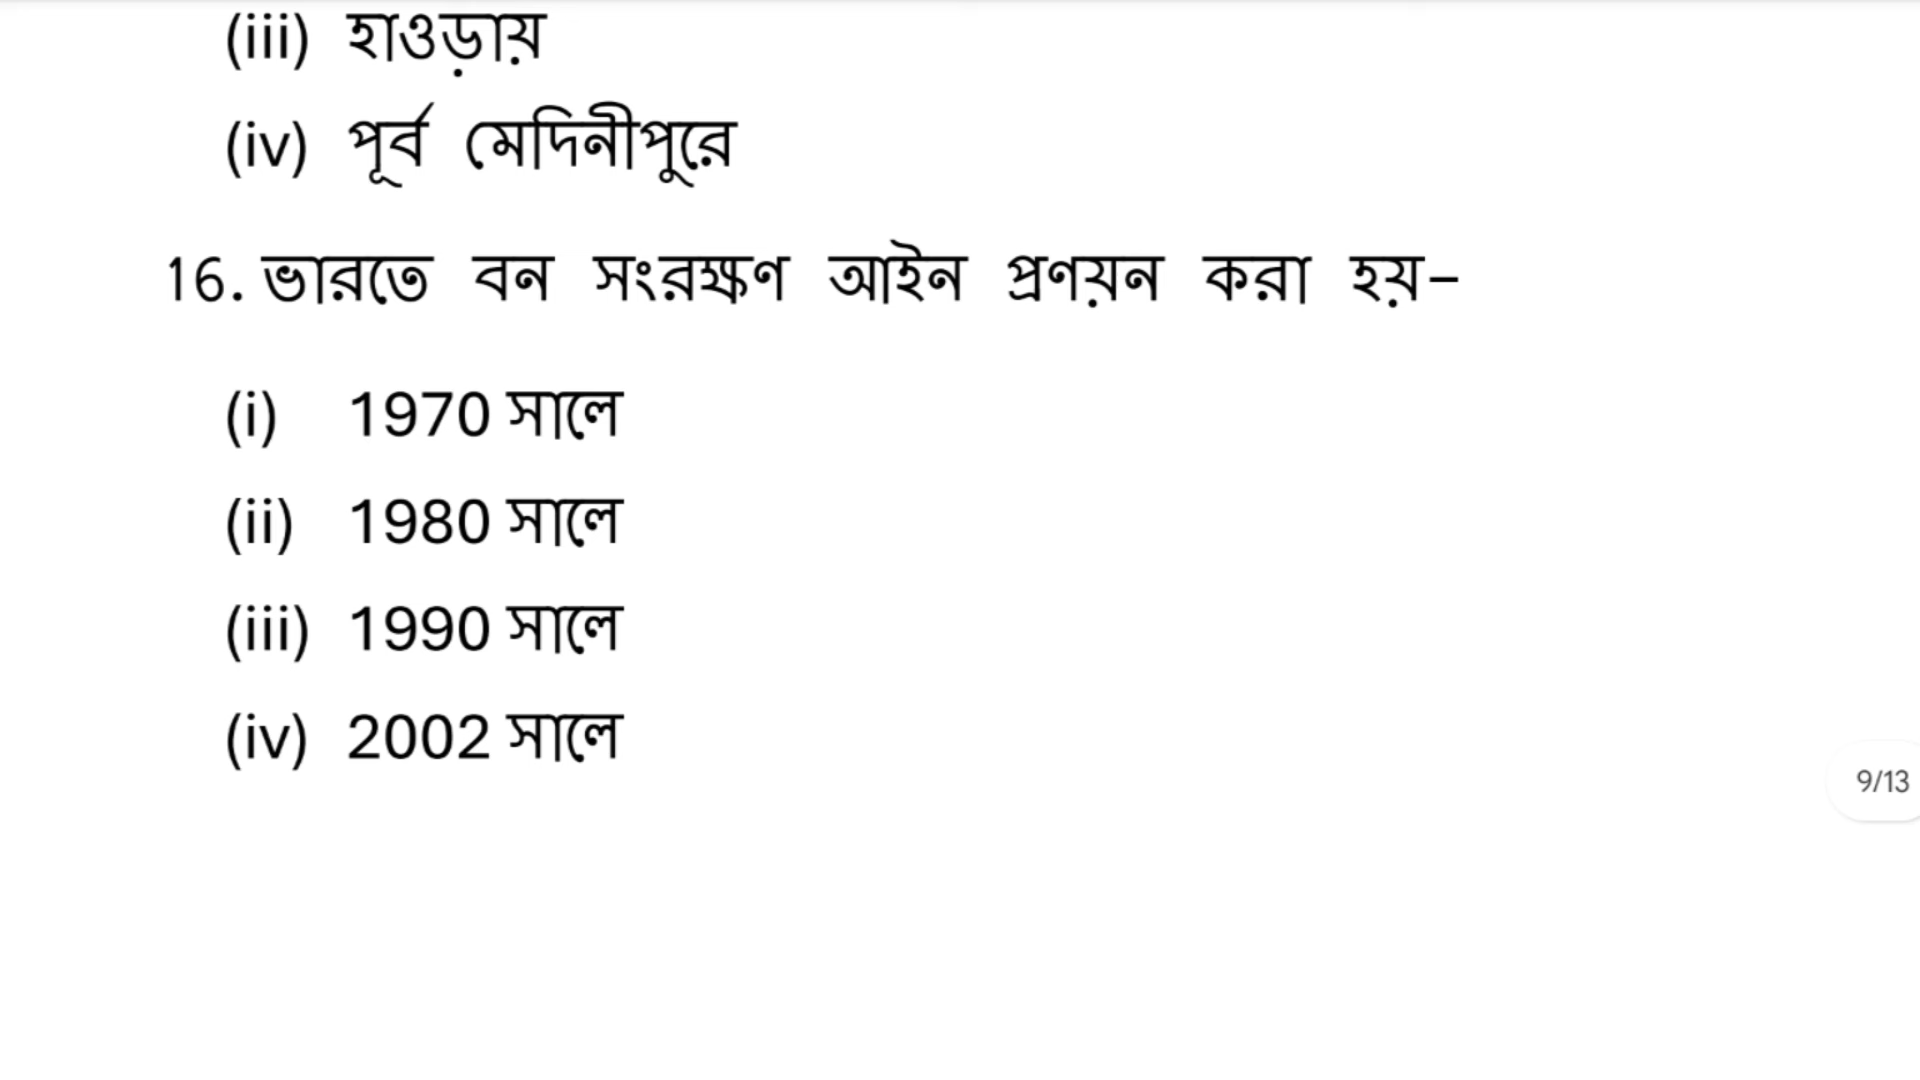 (iii) হাওড়ায়
(iv) পূর্ব মেদিনীপুরে
16. ভারতে বন সংরক্ষণ আইন প্রণয়ন করা হয়–
(i) 1970 সালে
(ii) 1980 সালে
(iii) 1990 সালে
(iv) 2002 সালে
9/13